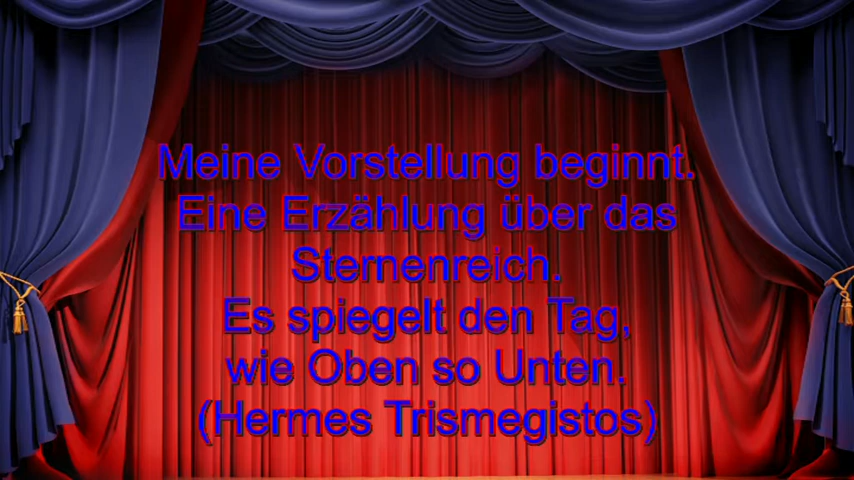 Meine Vorstellung beginnt.
Eine Erzählung über das
Sternenreich.
Es spiegelt den Tag,
wie Oben so Unten.
(Hermes Trismegistos)